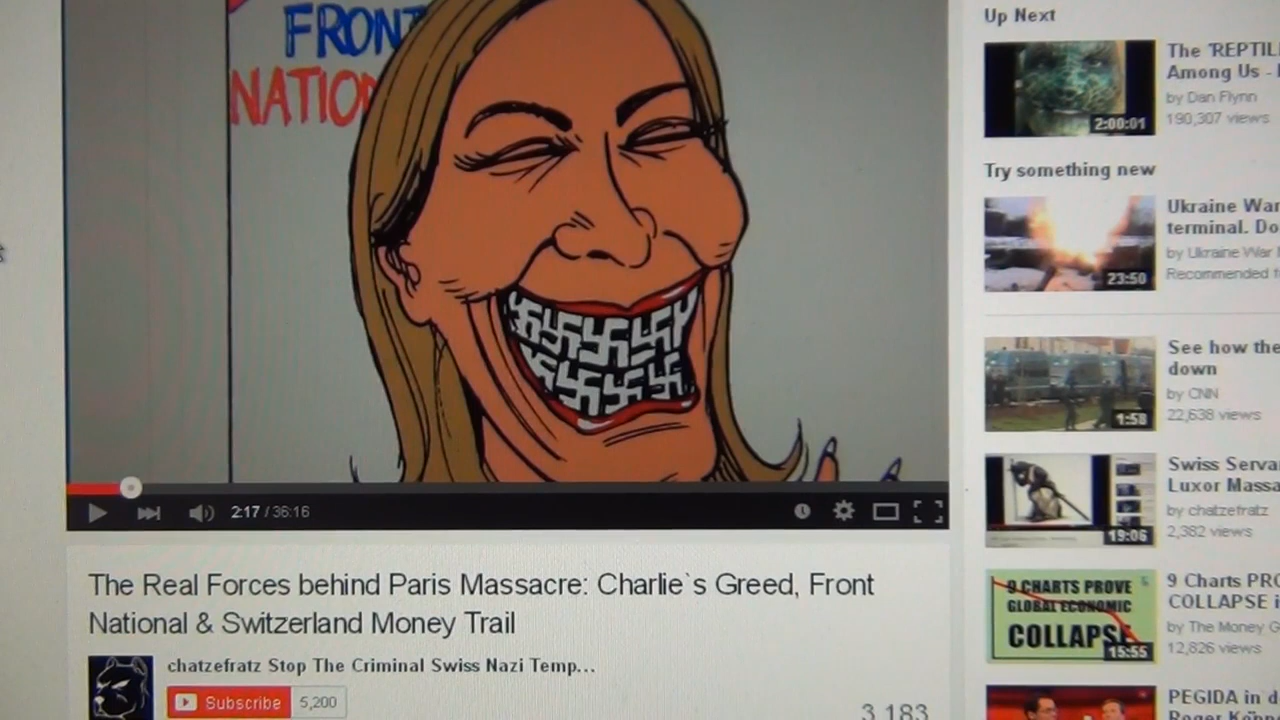 FRONT
NATION
2:17 / 36:16
The Real Forces behind Paris Massacre: Charlie`s Greed, Front
National & Switzerland Money Trail
chatzefratz Stop The Criminal Swiss Nazi Temp...
Subscribe 5,200
3,183
Up Next
The 'REPTIL
Among Us -
by Dan Flynn
190,307 views
2:00:01
Try something new
Ukraine War
terminal. Do
by Ukraine War
Recommended
23:50
See how the
down
by CNN
22,638 views
1:58
Swiss Serva
Luxor Massa
by chatzefratz
2,382 views
19:06
9 CHARTS PROVE
GLOBAL ECONOMIC
COLLAPSE
15:55
9 Charts PRO
COLLAPSE i
by The Money G
12,826 views
PEGIDA in d
Roger Köpp